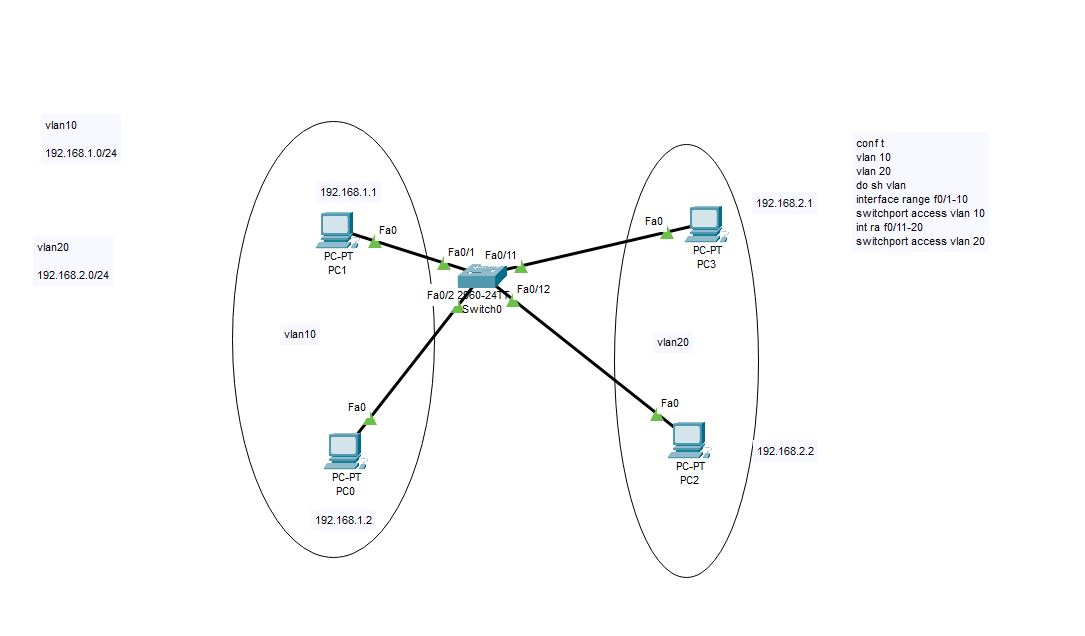 vlan10
192.168.1.0/24
vlan20
192.168.2.0/24
192.168.1.1
Fa0
PC-PT
PC1
Fa0/1
Fa0/11
Fa0/2
2960-24TT
Switch0
Fa0/12
vlan10
Fa0
PC-PT
PC0
192.168.1.2
Fa0
PC-PT
PC3
192.168.2.1
vlan20
Fa0
PC-PT
PC2
192.168.2.2
conf t
vlan 10
vlan 20
do sh vlan
interface range f0/1-10
switchport access vlan 10
int ra f0/11-20
switchport access vlan 20